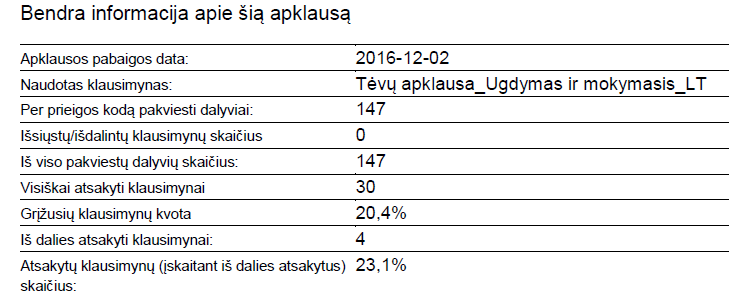 Bendra informacija apie šią apklausą
Apklausos pabaigos data: 2016-12-02
Naudotas klausimynas: Tėvų apklausa_Ugdymas ir mokymasis_LT
Per prieigos kodą pakviesti dalyviai: 147
Išsiųstų/išdalintų klausimynų skaičius 0
Iš viso pakviestų dalyvių skaičius: 147
Visiškai atsakyti klausimynai 30
Grįžusių klausimynų kvota 20,4%
Iš dalies atsakyti klausimynai: 4
Atsakytų klausimynų (įskaitant iš dalies atsakytus) 23,1%
skaičius: